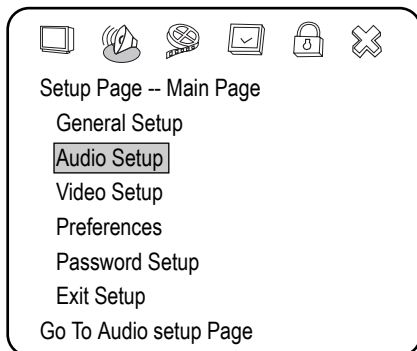 Setup Page -- Main Page
General Setup
Audio Setup
Video Setup
Preferences
Password Setup
Exit Setup
Go To Audio setup Page